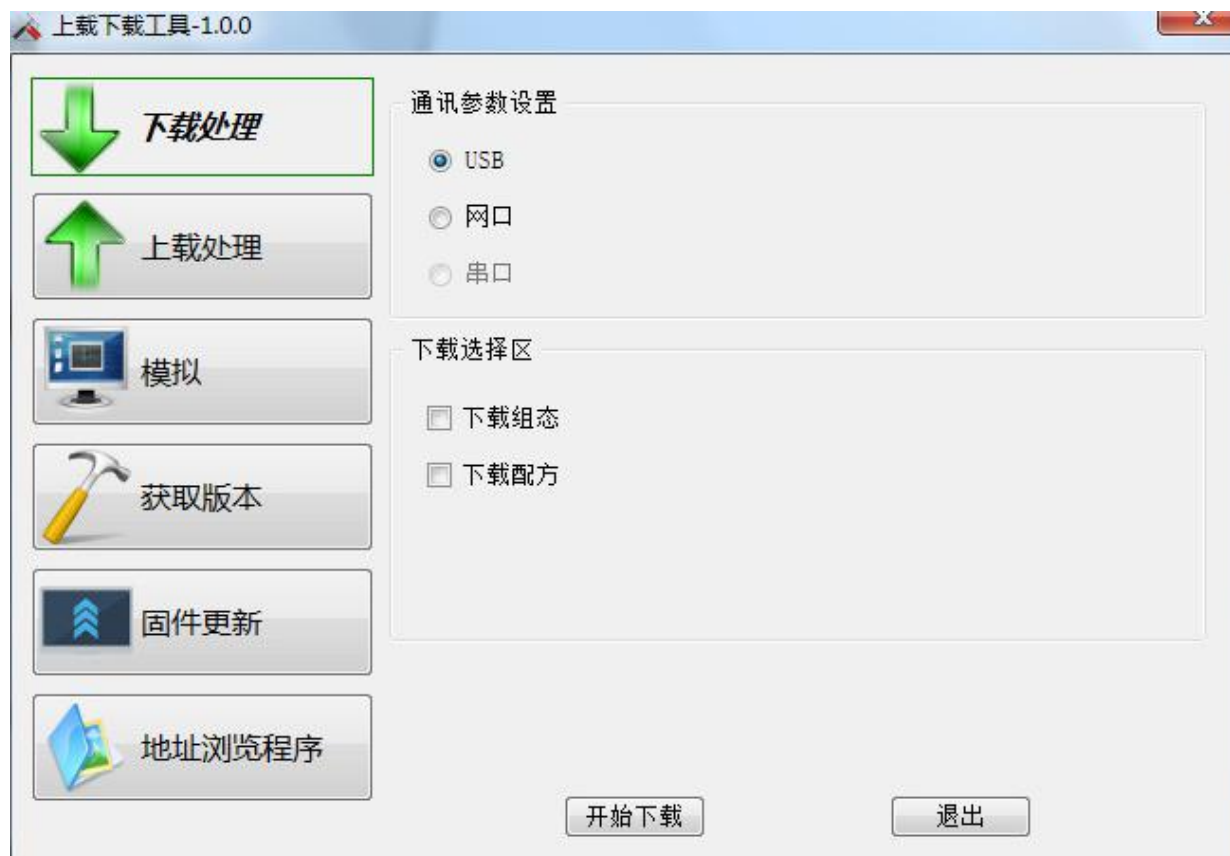 上载下载工具-1.0.0
下载处理
上载处理
模拟
获取版本
固件更新
地址浏览程序
通讯参数设置
USB
网口
串口
下载选择区
下载组态
下载配方
开始下载
退出